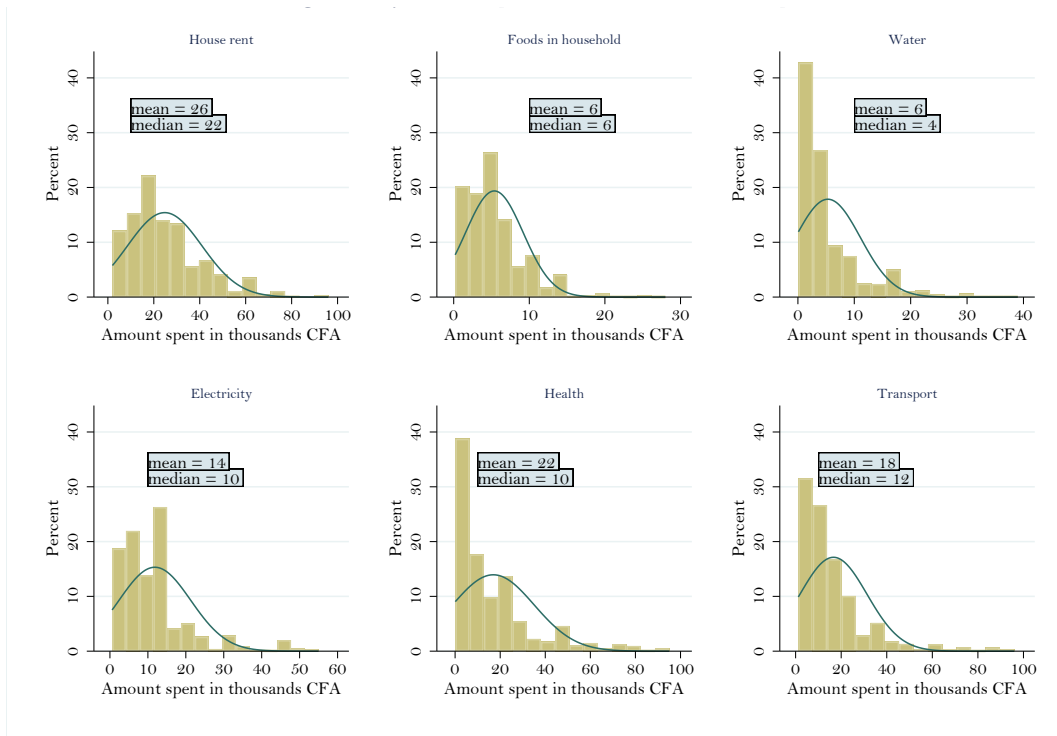 House rent
Percent
40
30
20
10
0
mean = 26
median = 22
0 20 40 60 80 100
Amount spent in thousands CFA
Foods in household
Percent
40
30
20
10
0
mean = 6
median = 6
0 10 20 30
Amount spent in thousands CFA
Water
Percent
40
30
20
10
0
mean = 6
median = 4
0 10 20 30 40
Amount spent in thousands CFA
Electricity
Percent
40
30
20
10
0
mean = 14
median = 10
0 10 20 30 40 50 60
Amount spent in thousands CFA
Health
Percent
40
30
20
10
0
mean = 22
median = 10
0 20 40 60 80 100
Amount spent in thousands CFA
Transport
Percent
40
30
20
10
0
mean = 18
median = 12
0 20 40 60 80 100
Amount spent in thousands CFA